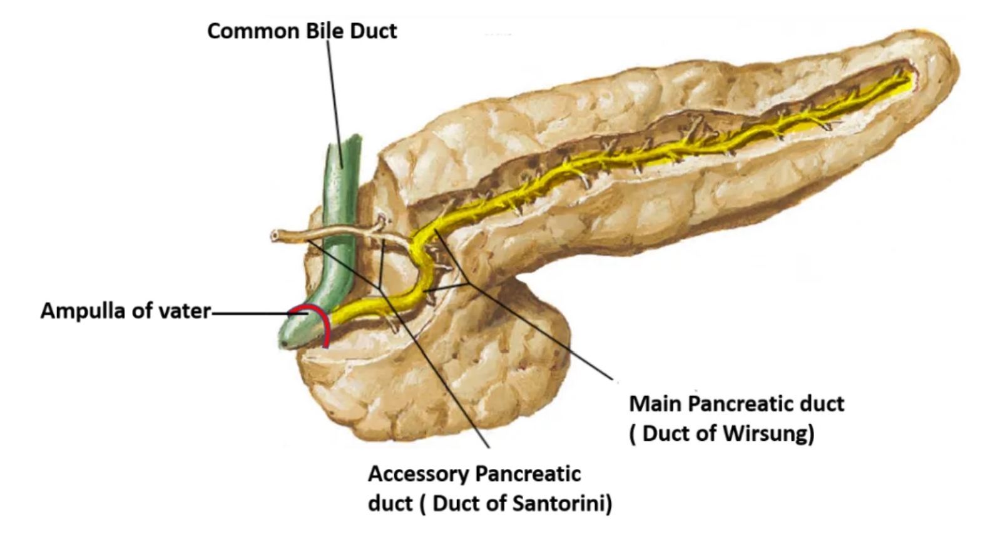 Common Bile Duct
Ampulla of vater
Main Pancreatic duct
( Duct of Wirsung)
Accessory Pancreatic
duct ( Duct of Santorini)